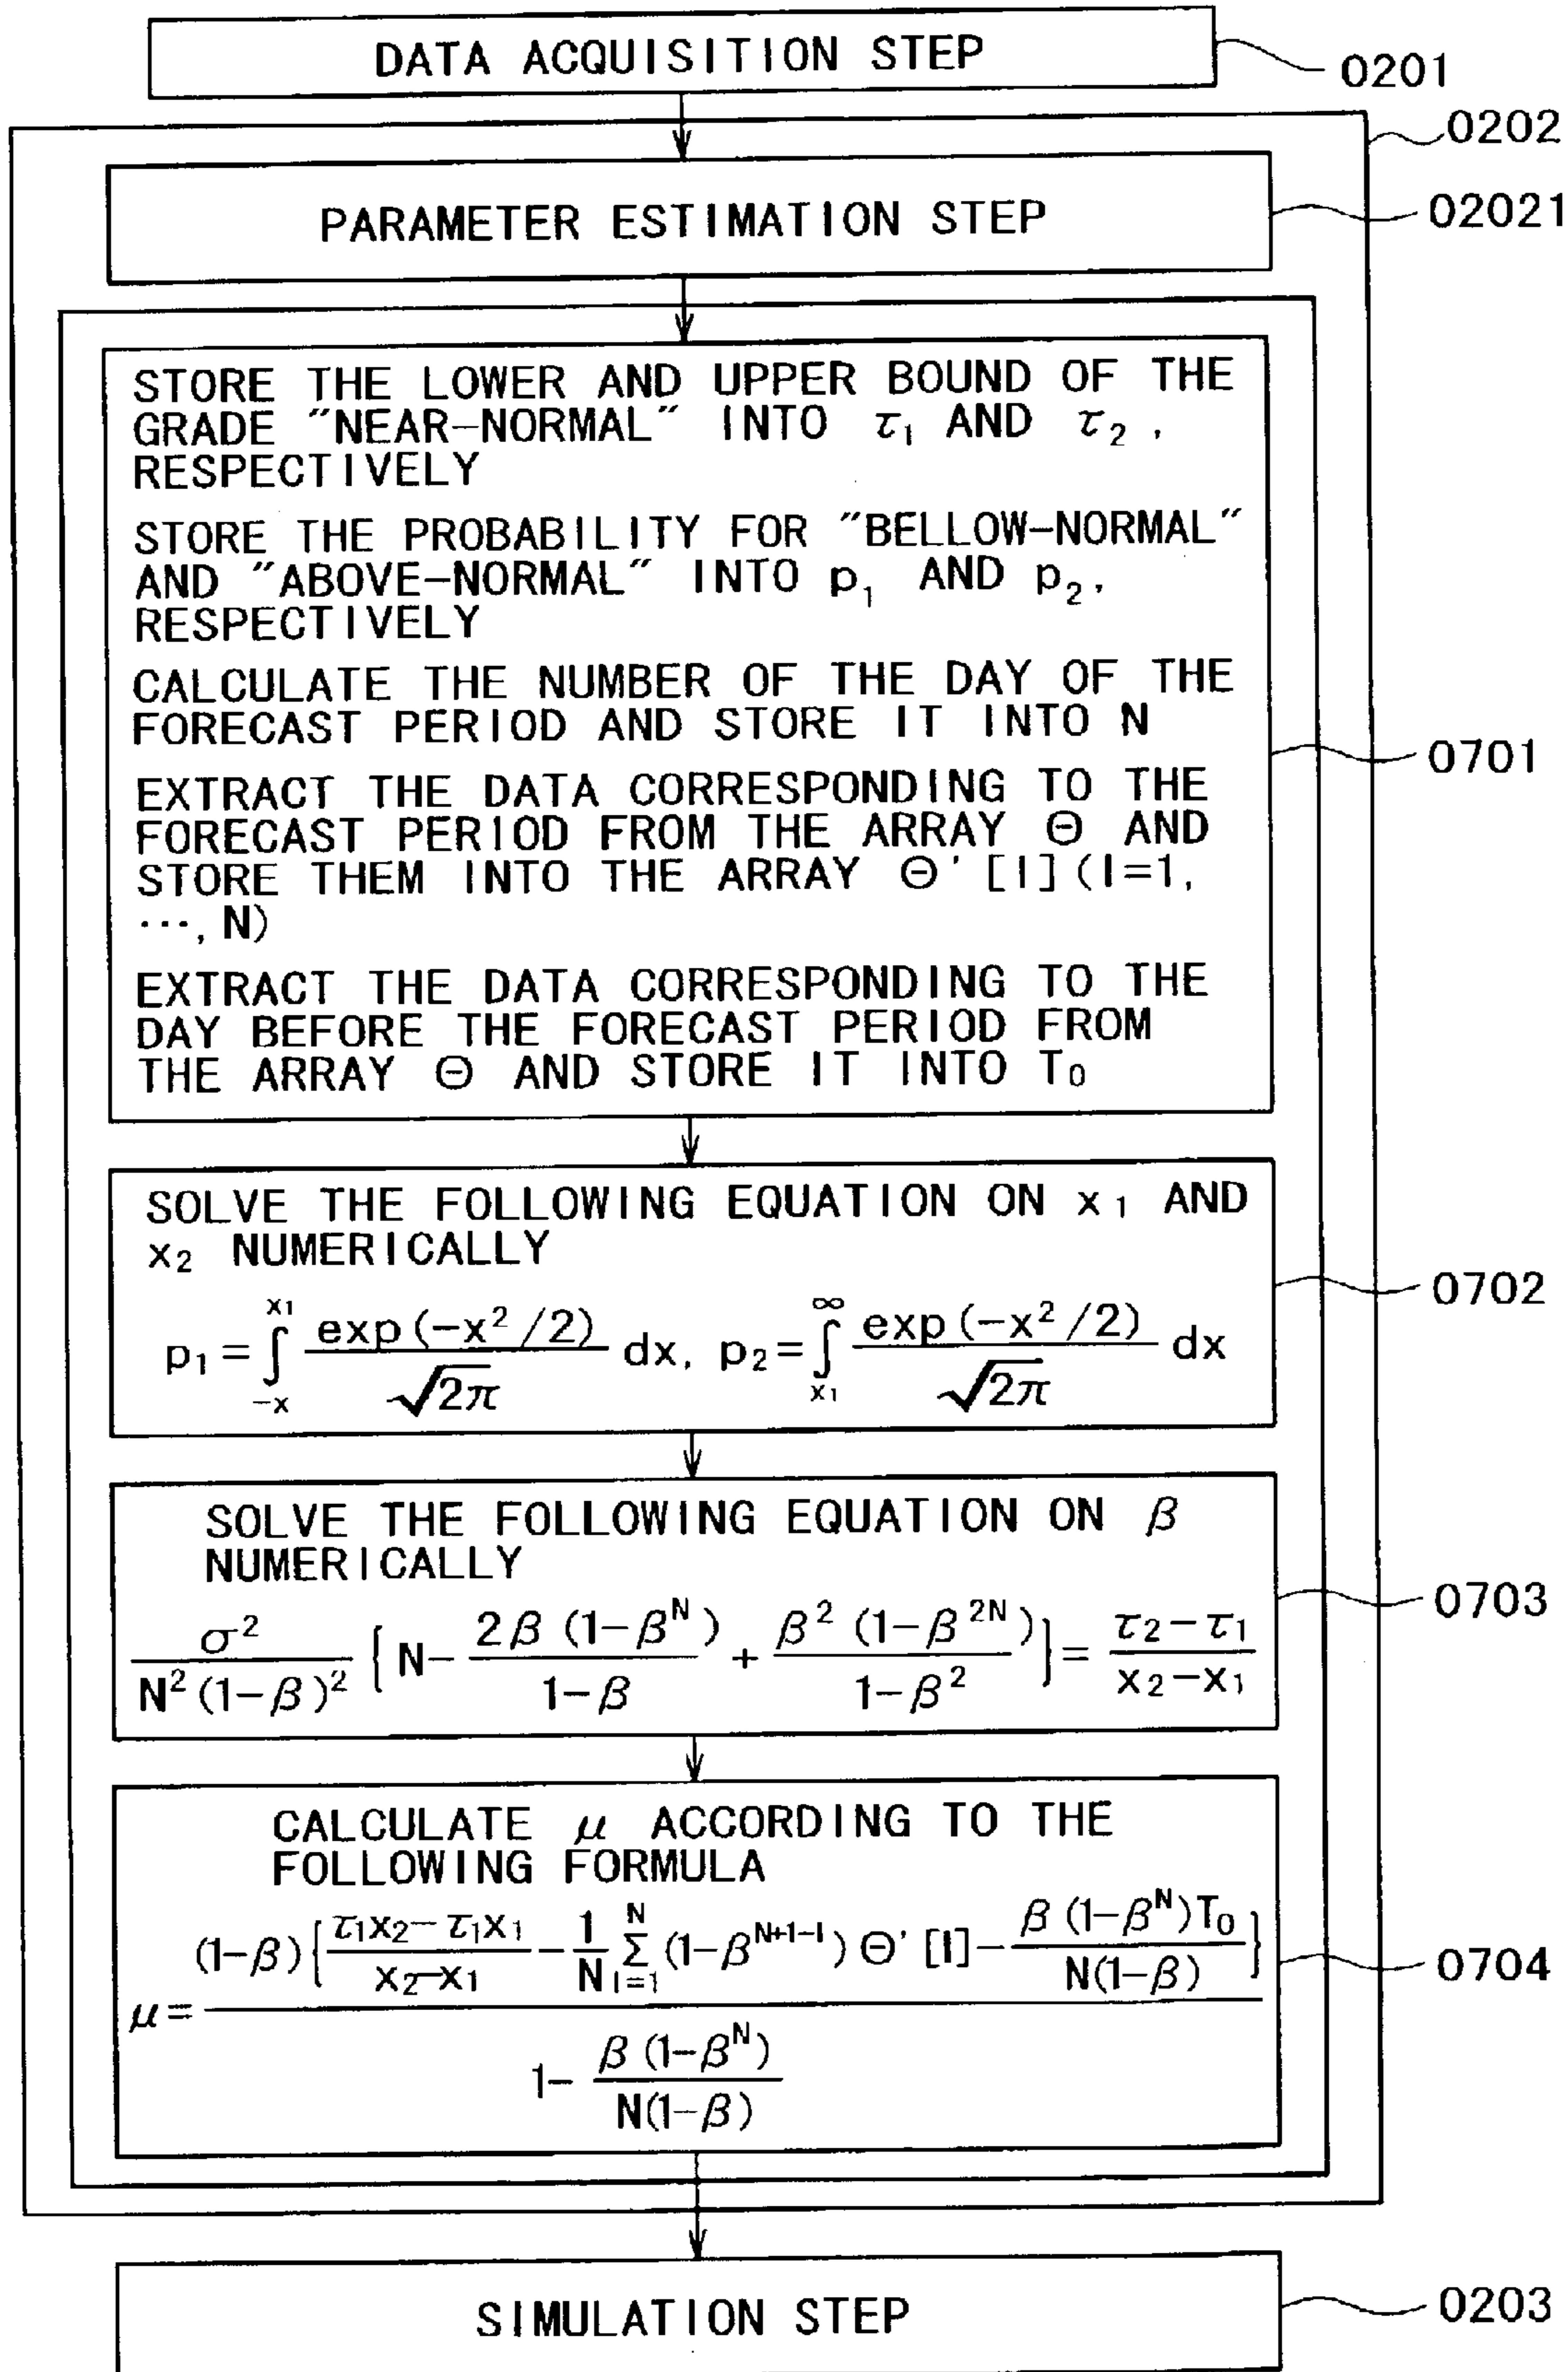 DATA ACQUISITION STEP
0201
0202
PARAMETER ESTIMATION STEP
02021
STORE THE LOWER AND UPPER BOUND OF THE
GRADE "NEAR-NORMAL" INTO τ₁ AND τ₂,
RESPECTIVELY
STORE THE PROBABILITY FOR "BELLOW-NORMAL"
AND "ABOVE-NORMAL" INTO p₁ AND p₂,
RESPECTIVELY
CALCULATE THE NUMBER OF THE DAY OF THE
FORECAST PERIOD AND STORE IT INTO N
EXTRACT THE DATA CORRESPONDING TO THE
FORECAST PERIOD FROM THE ARRAY Θ AND
STORE THEM INTO THE ARRAY Θ'[I](I=1,
···, N)
EXTRACT THE DATA CORRESPONDING TO THE
DAY BEFORE THE FORECAST PERIOD FROM
THE ARRAY Θ AND STORE IT INTO T₀
0701
SOLVE THE FOLLOWING EQUATION ON x₁ AND
x₂ NUMERICALLY
p₁ = ∫_{-x}^{x₁} exp(-x²/2)/√2π dx, p₂ = ∫_{x₁}^{∞} exp(-x²/2)/√2π dx
0702
SOLVE THE FOLLOWING EQUATION ON β
NUMERICALLY
σ²/(N²(1-β)²) {N - 2β(1-β^N)/(1-β) + β²(1-β^{2N})/(1-β²)} = (τ₂-τ₁)/(x₂-x₁)
0703
CALCULATE μ ACCORDING TO THE
FOLLOWING FORMULA
μ = (1-β){(τ₁x₂-τ₁x₁)/(x₂-x₁) - (1/N) Σ_{I=1}^{N} (1-β^{N+1-I}) Θ'[I] - β(1-β^N)T₀/(N(1-β))} / (1 - β(1-β^N)/(N(1-β)))
0704
SIMULATION STEP
0203